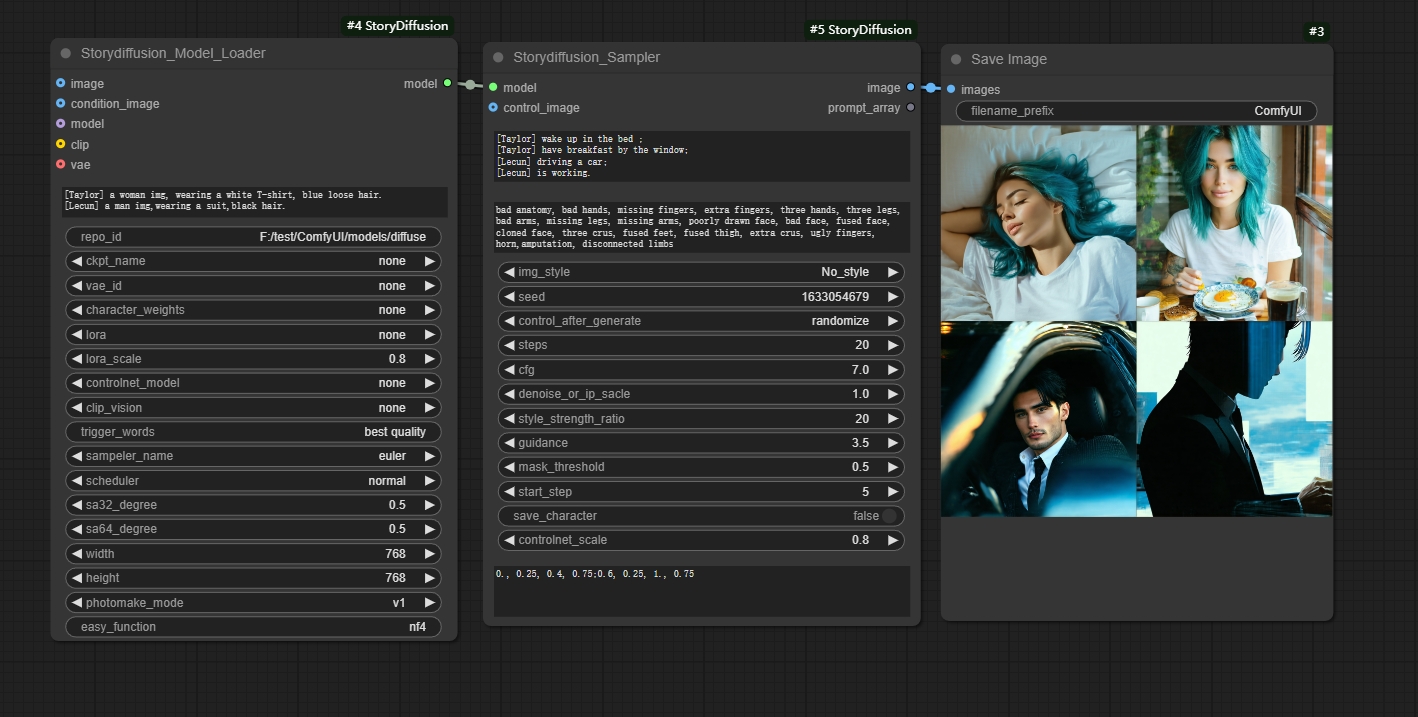 #4 StoryDiffusion
Storydiffusion_Model_Loader
image
model
condition_image
model
clip
vae
[Taylor] a woman img, wearing a white T-shirt, blue loose hair.
[Lecun] a man img,wearing a suit,black hair.
repo_id F:/test/ComfyUI/models/diffuse
ckpt_name none
vae_id none
character_weights none
lora none
lora_scale 0.8
controlnet_model none
clip_vision none
trigger_words best quality
sampeler_name euler
scheduler normal
sa32_degree 0.5
sa64_degree 0.5
width 768
height 768
photomake_mode v1
easy_function nf4
#5 StoryDiffusion
Storydiffusion_Sampler
model
image
control_image
prompt_array
[Taylor] wake up in the bed ;
[Taylor] have breakfast by the window;
[Lecun] driving a car;
[Lecun] is working.
bad anatomy, bad hands, missing fingers, extra fingers, three hands, three legs,
bad arms, missing legs, missing arms, poorly drawn face, bad face, fused face,
cloned face, three crus, fused feet, fused thigh, extra crus, ugly fingers,
horn,amputation, disconnected limbs
img_style No_style
seed 1633054679
control_after_generate randomize
steps 20
cfg 7.0
denoise_or_ip_sacle 1.0
style_strength_ratio 20
guidance 3.5
mask_threshold 0.5
start_step 5
save_character false
controlnet_scale 0.8
0., 0.25, 0.4, 0.75;0.6, 0.25, 1., 0.75
#3
Save Image
images
filename_prefix ComfyUI